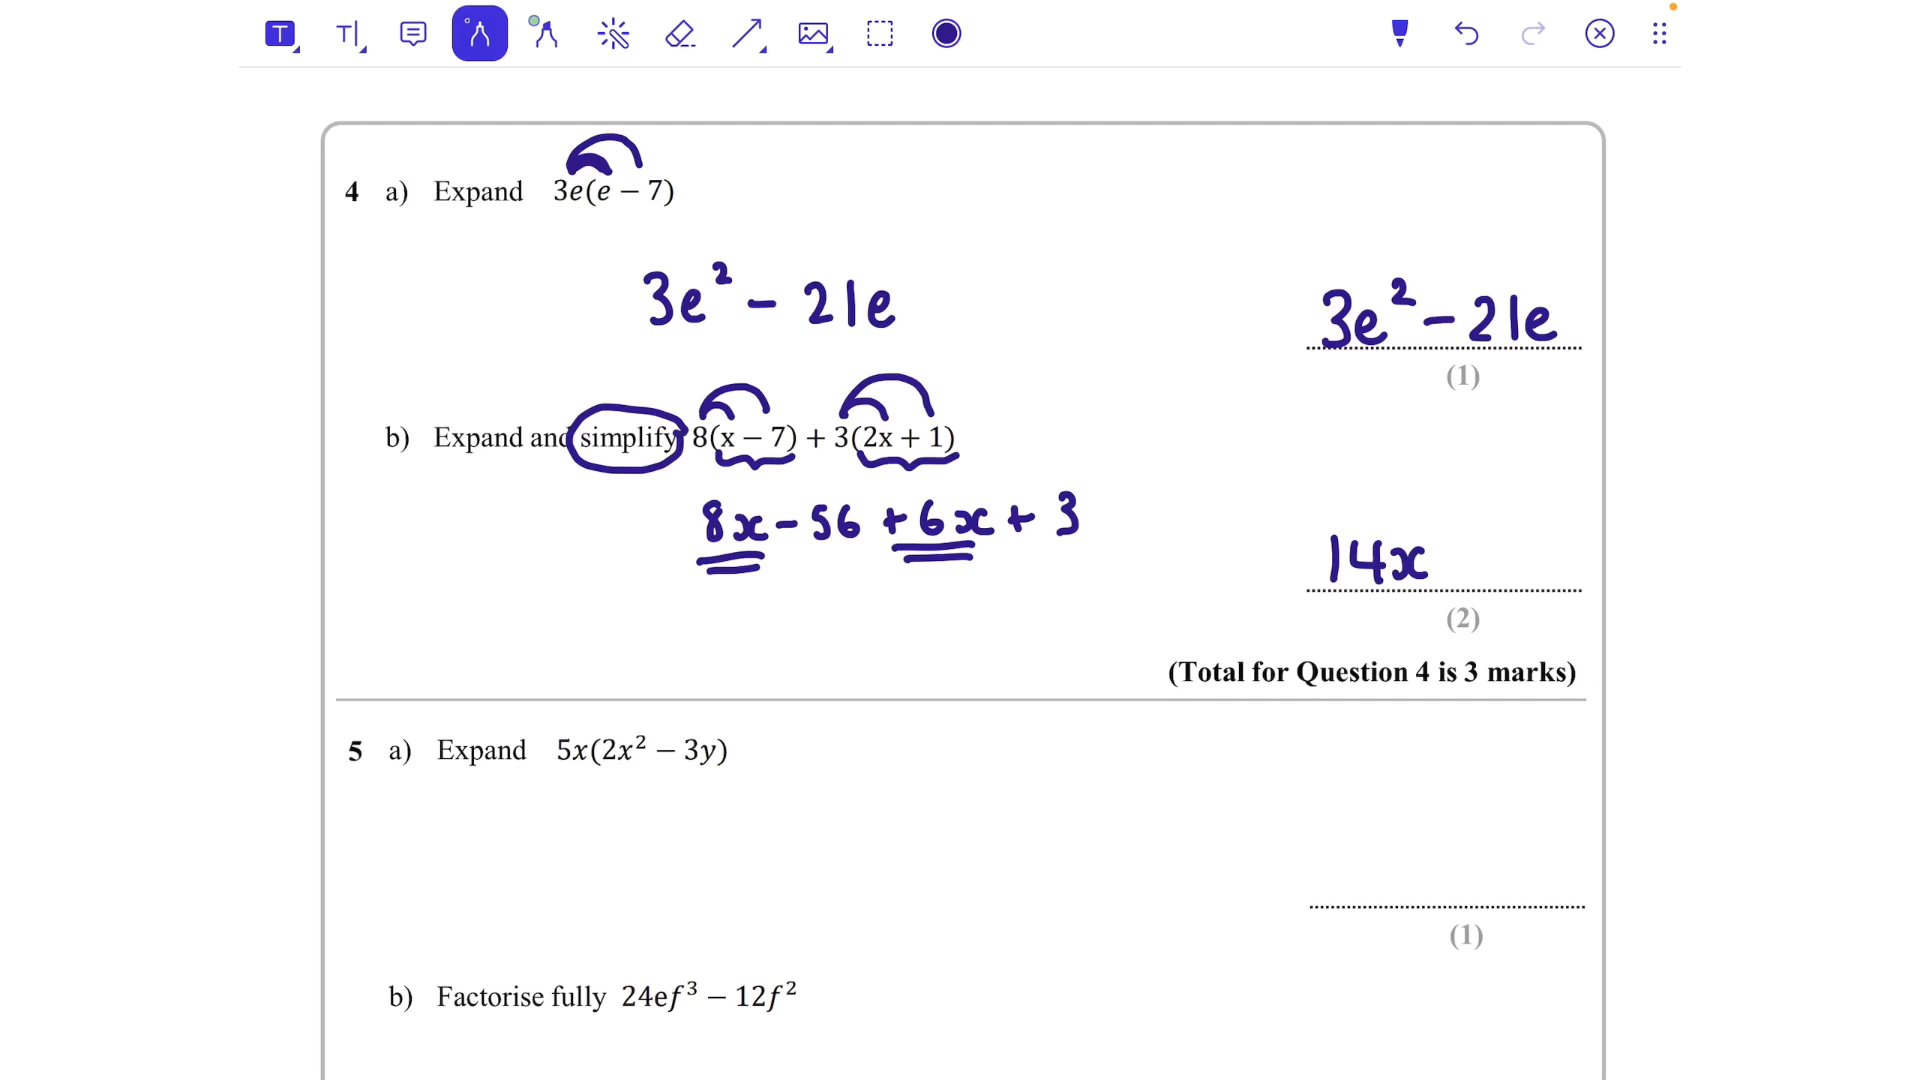 4 a) Expand 3e(e − 7)
3e² − 21e
3e² − 21e
(1)
b) Expand and simplify 8(x − 7) + 3(2x + 1)
8x − 56 + 6x + 3
14x
(2)
(Total for Question 4 is 3 marks)
5 a) Expand 5x(2x² − 3y)
(1)
b) Factorise fully 24ef³ − 12f²